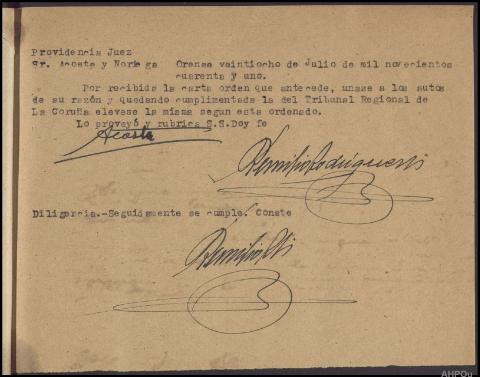 Providencia Juez
Sr. Acosta y Noriega Orense veintiocho de Julio de mil novecientos
cuarenta y uno.
Por recibida la carta orden que antecede, unase a los autos
de su razón y quedando cumplimentada la del Tribunal Regional de
La Coruña elevese la misma segun esta ordenado.
Lo proveyó y rubrica S.S.Doy fe
Acosta
Diligencia.-Seguidamente se cumple. Conste
AHPOu